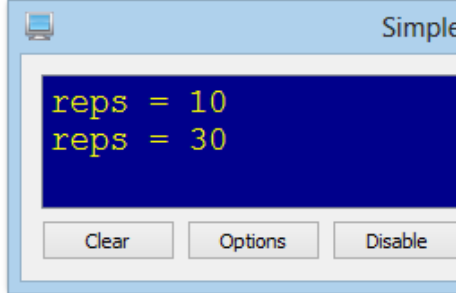 Simple
reps = 10
reps = 30
Clear Options Disable